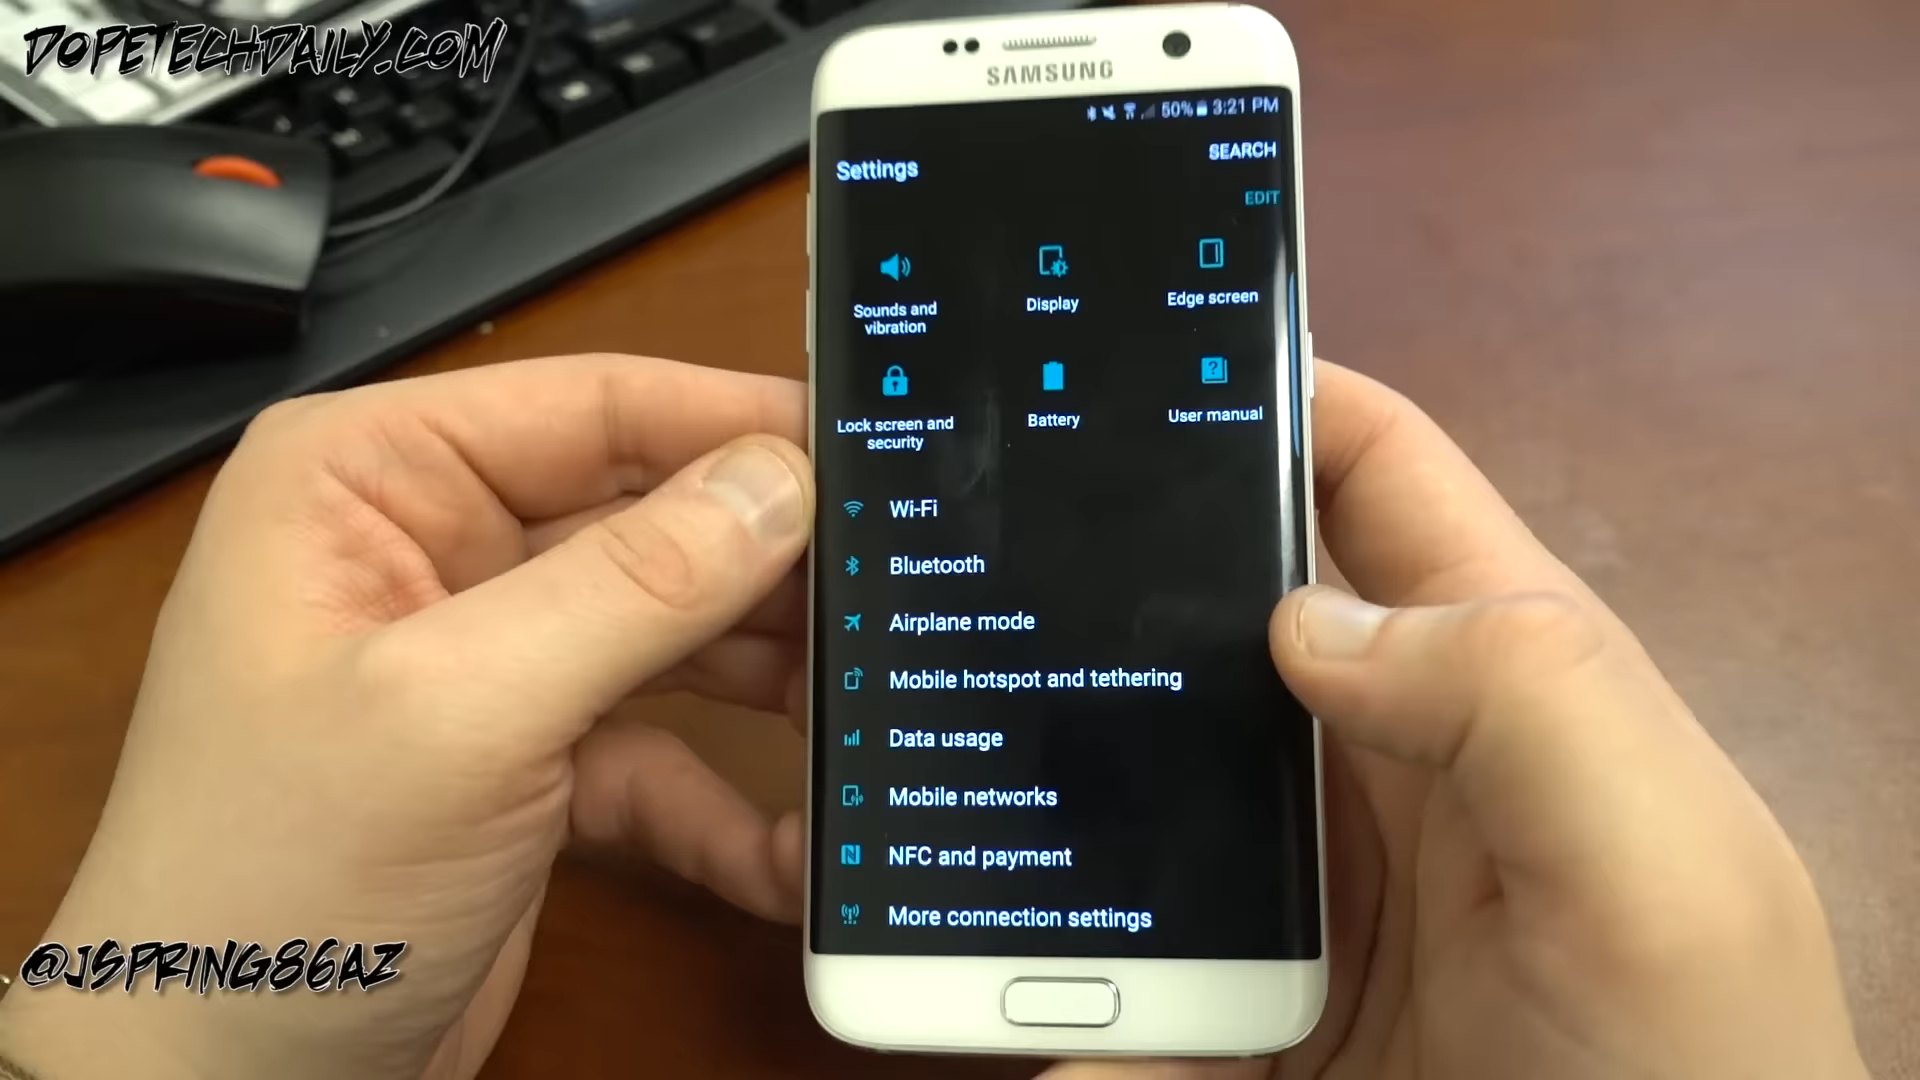 DOPETECHDAILY.COM
SAMSUNG
50% 3:21 PM
SEARCH
Settings
EDIT
Sounds and
vibration
Display
Edge screen
Lock screen and
security
Battery
User manual
Wi-Fi
Bluetooth
Airplane mode
Mobile hotspot and tethering
Data usage
Mobile networks
NFC and payment
More connection settings
@JSPRING86AZ